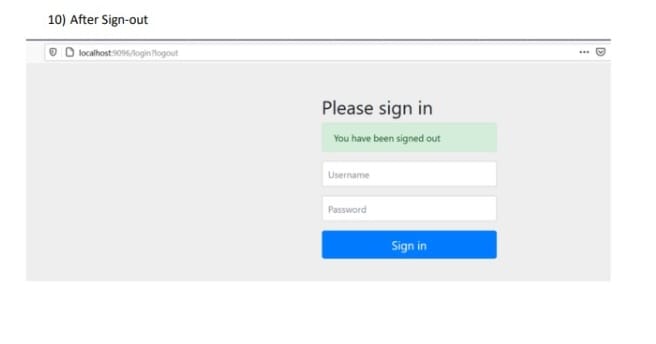 10) After Sign-out
localhost:9096/login?logout
Please sign in
You have been signed out
Username
Password
Sign in